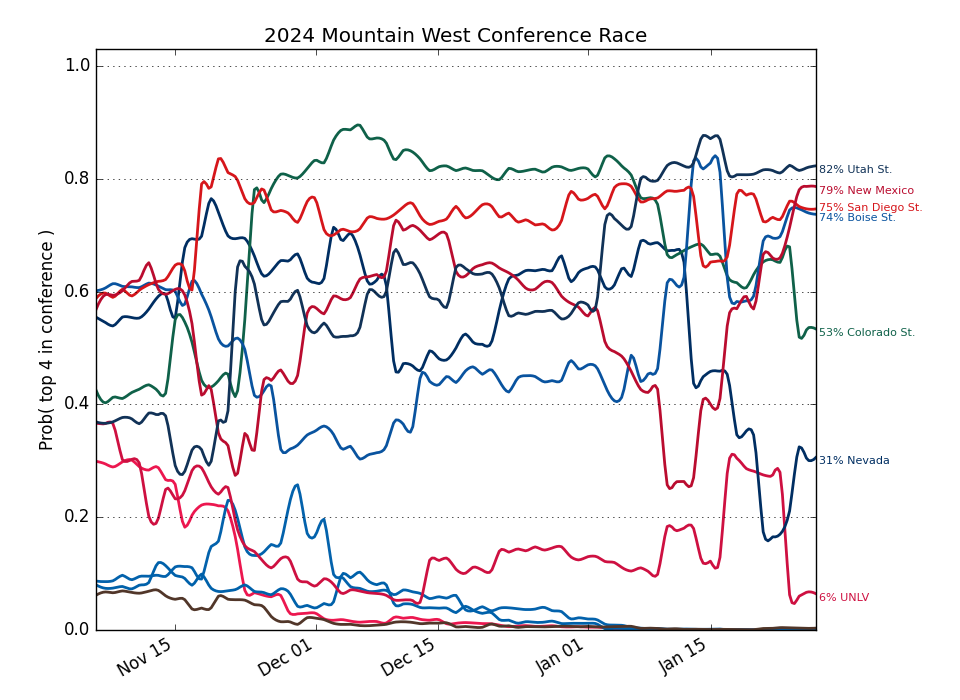 2024 Mountain West Conference Race
Prob( top 4 in conference )
1.0
0.8
0.6
0.4
0.2
0.0
82% Utah St.
79% New Mexico
75% San Diego St.
74% Boise St.
53% Colorado St.
31% Nevada
6% UNLV
Nov 15
Dec 01
Dec 15
Jan 01
Jan 15